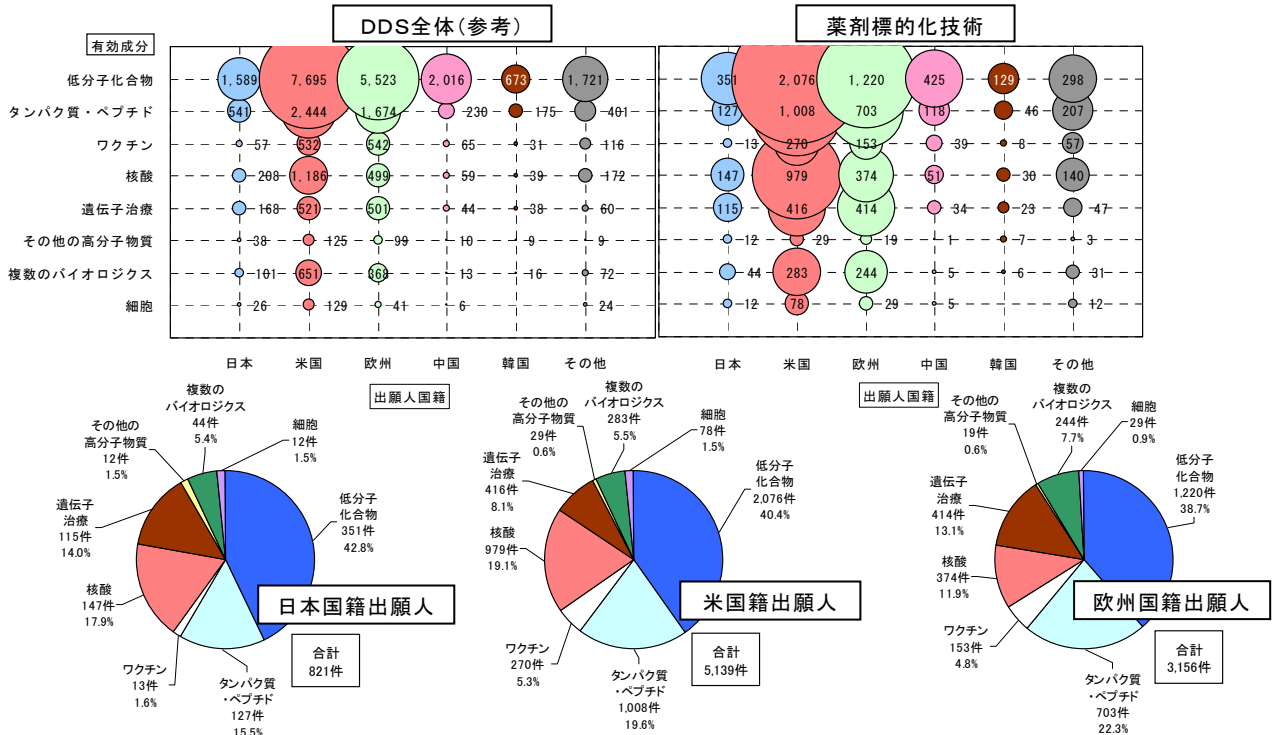 DDS全体(参考)
薬剤標的化技術
有効成分
低分子化合物 1,589 7,695 5,523 2,016 673 1,721 351 2,076 1,220 425 129 298
タンパク質・ペプチド 541 2,444 1,674 230 175 401 127 1,008 703 118 46 207
ワクチン 57 532 542 65 31 116 13 270 153 39 8 57
核酸 208 1,186 499 59 39 172 147 979 374 51 30 140
遺伝子治療 168 521 501 44 38 60 115 416 414 34 23 47
その他の高分子物質 38 125 99 10 9 9 12 29 19 1 7 3
複数のバイオロジクス 101 651 368 13 16 72 44 283 244 5 6 31
細胞 26 129 41 6 24 12 78 29 5 12
日本 米国 欧州 中国 韓国 その他 日本 米国 欧州 中国 韓国 その他
出願人国籍
出願人国籍
複数の
バイオロジクス
44件
5.4%
その他の
高分子物質
12件
1.5%
細胞
12件
1.5%
遺伝子
治療
115件
14.0%
低分子
化合物
351件
42.8%
核酸
147件
17.9%
日本国籍出願人
ワクチン
13件
1.6%
タンパク質
・ペプチド
127件
15.5%
合計
821件
複数の
バイオロジクス
283件
5.5%
その他の
高分子物質
29件
0.6%
細胞
78件
1.5%
遺伝子
治療
416件
8.1%
低分子
化合物
2,076件
40.4%
核酸
979件
19.1%
米国籍出願人
ワクチン
270件
5.3%
タンパク質
・ペプチド
1,008件
19.6%
合計
5,139件
複数の
バイオロジクス
244件
7.7%
その他の
高分子物質
19件
0.6%
細胞
29件
0.9%
遺伝子
治療
414件
13.1%
低分子
化合物
1,220件
38.7%
核酸
374件
11.9%
欧州国籍出願人
ワクチン
153件
4.8%
タンパク質
・ペプチド
703件
22.3%
合計
3,156件